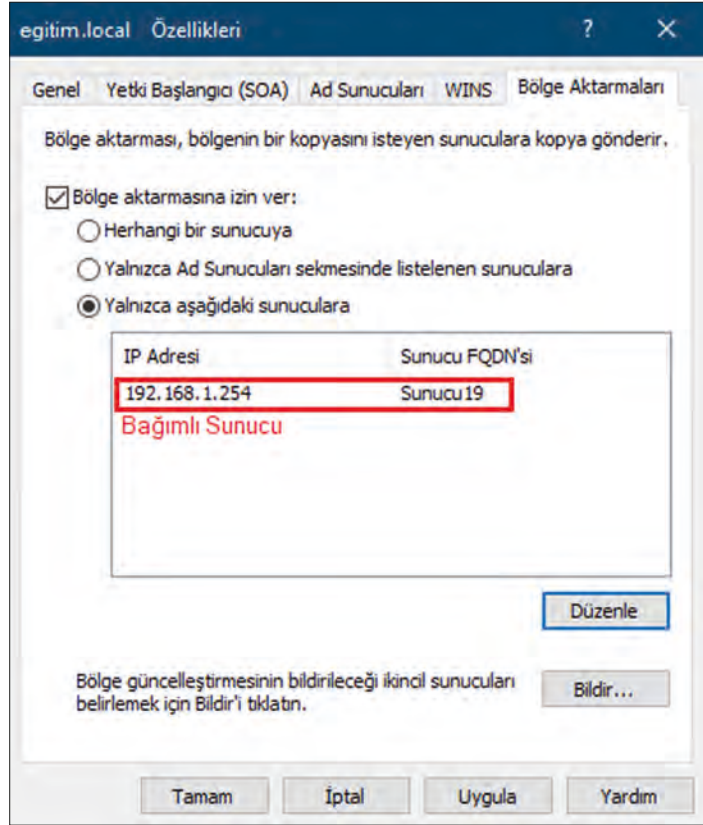 egitim.local Özellikleri ? ×
Genel Yetki Başlangıcı (SOA) Ad Sunucuları WINS Bölge Aktarmaları
Bölge aktarması, bölgenin bir kopyasını isteyen sunuculara kopya gönderir.
Bölge aktarmasına izin ver:
Herhangi bir sunucuya
Yalnızca Ad Sunucuları sekmesinde listelenen sunuculara
Yalnızca aşağıdaki sunuculara
IP Adresi Sunucu FQDN'si
192.168.1.254 Sunucu19
Bağımlı Sunucu
Düzenle
Bölge güncelleştirmesinin bildirileceği ikincil sunucuları
belirlemek için Bildir'i tıklatın.
Bildir...
Tamam İptal Uygula Yardım